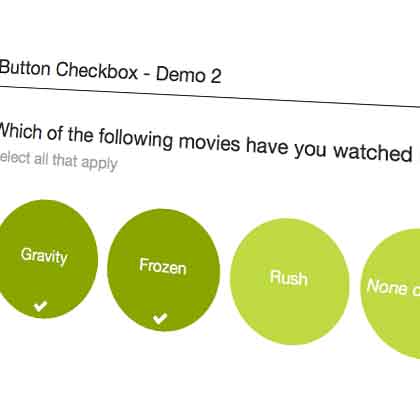 Button Checkbox - Demo 2
Which of the following movies have you watched
elect all that apply
Gravity
Frozen
Rush
None